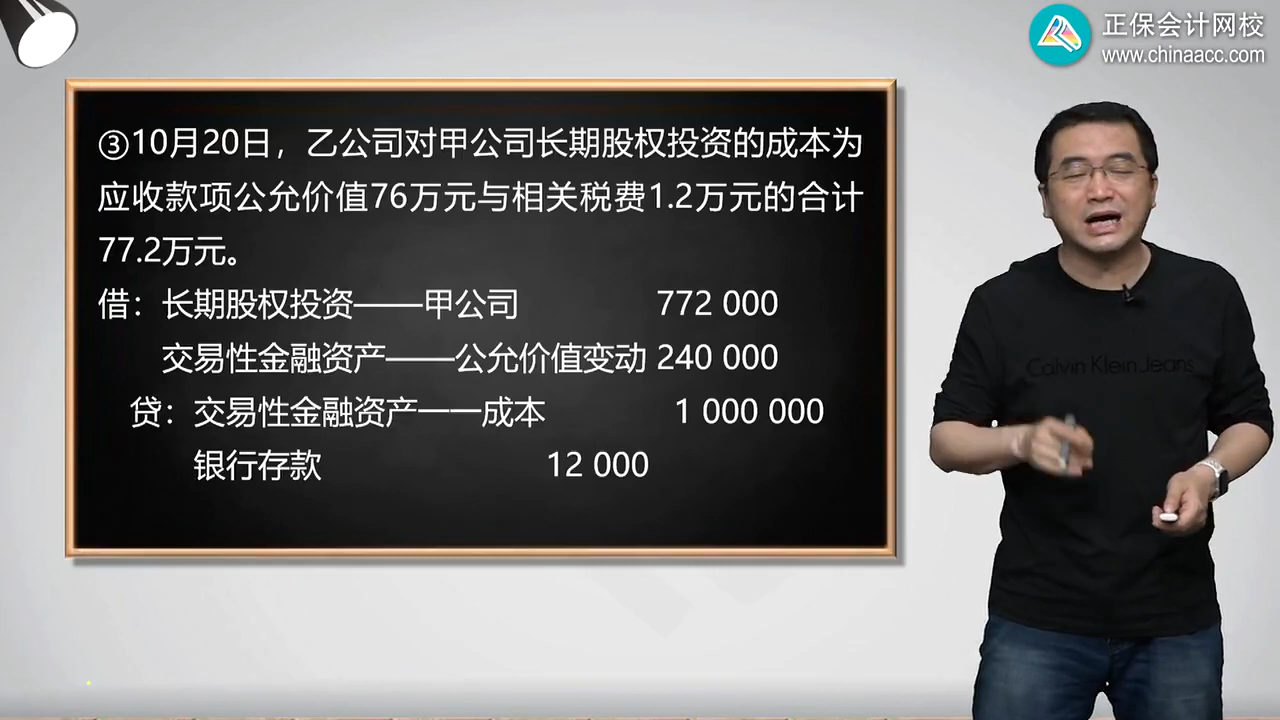 正保会计网校
www.chinaacc.com
③10月20日，乙公司对甲公司长期股权投资的成本为
应收款项公允价值76万元与相关税费1.2万元的合计
77.2万元。
借：长期股权投资——甲公司 772 000
交易性金融资产——公允价值变动 240 000
贷：交易性金融资产一一成本 1 000 000
银行存款 12 000
Calvin Klein Jeans